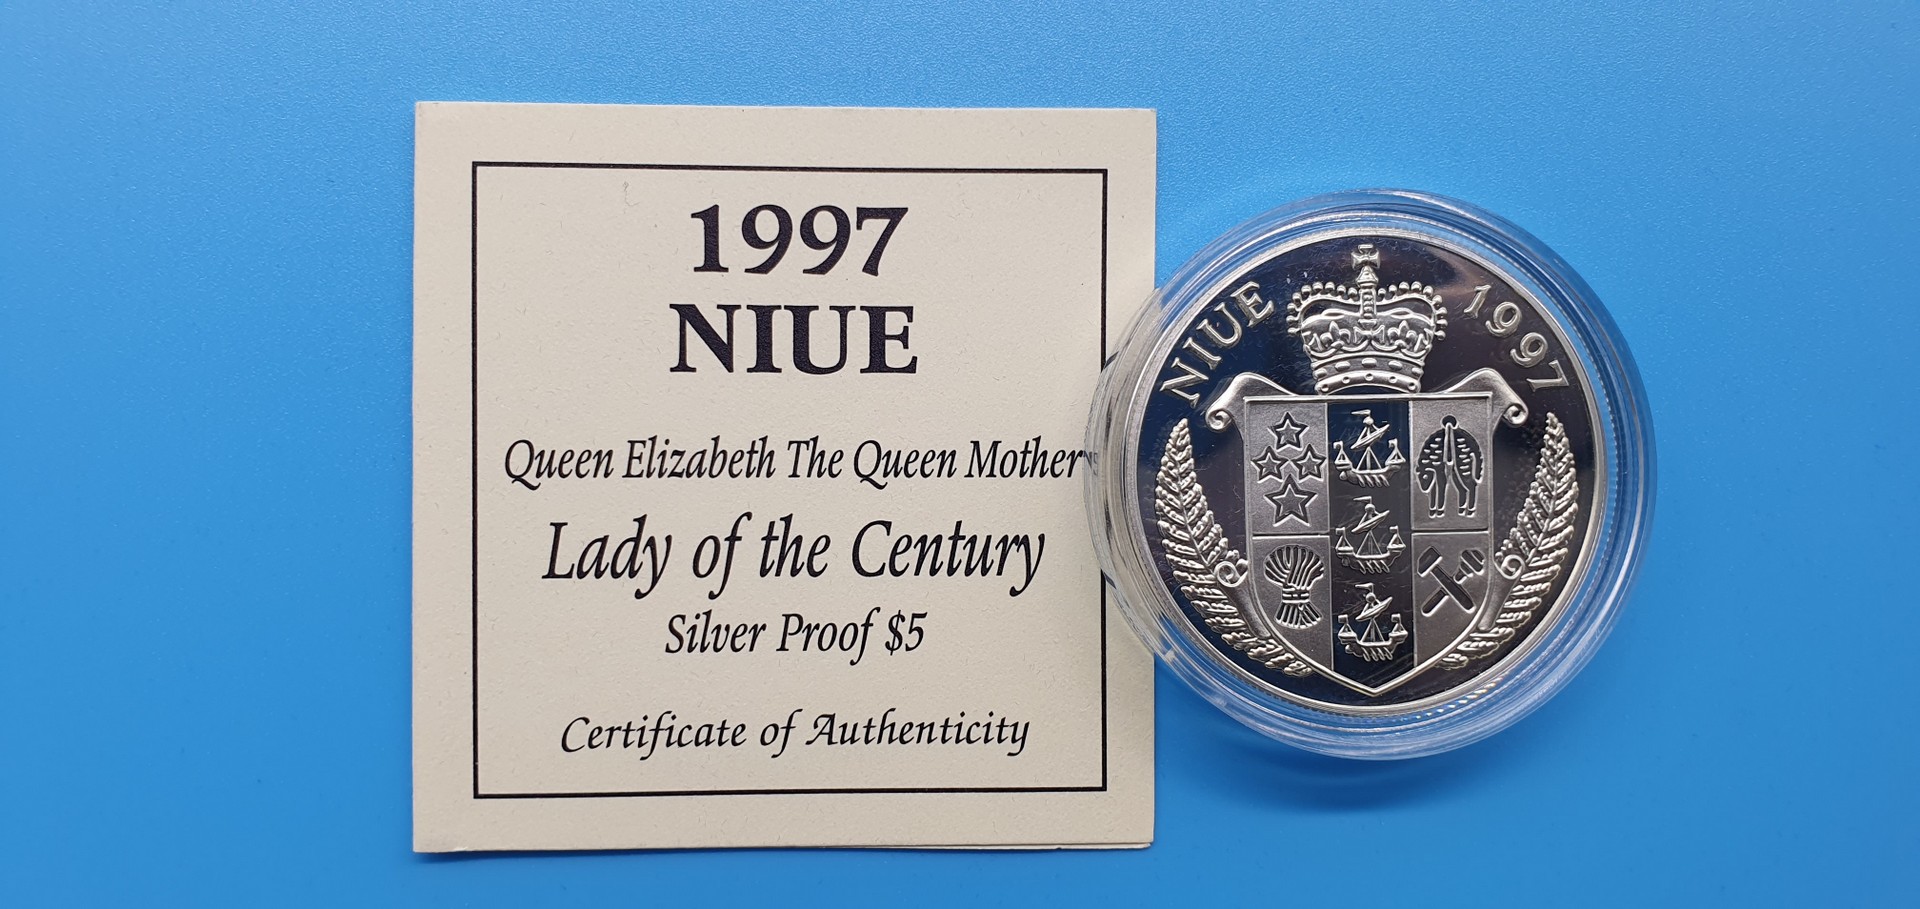 1997
NIUE
Queen Elizabeth The Queen Mother
Lady of the Century
Silver Proof $5
Certificate of Authenticity
NIUE 1997